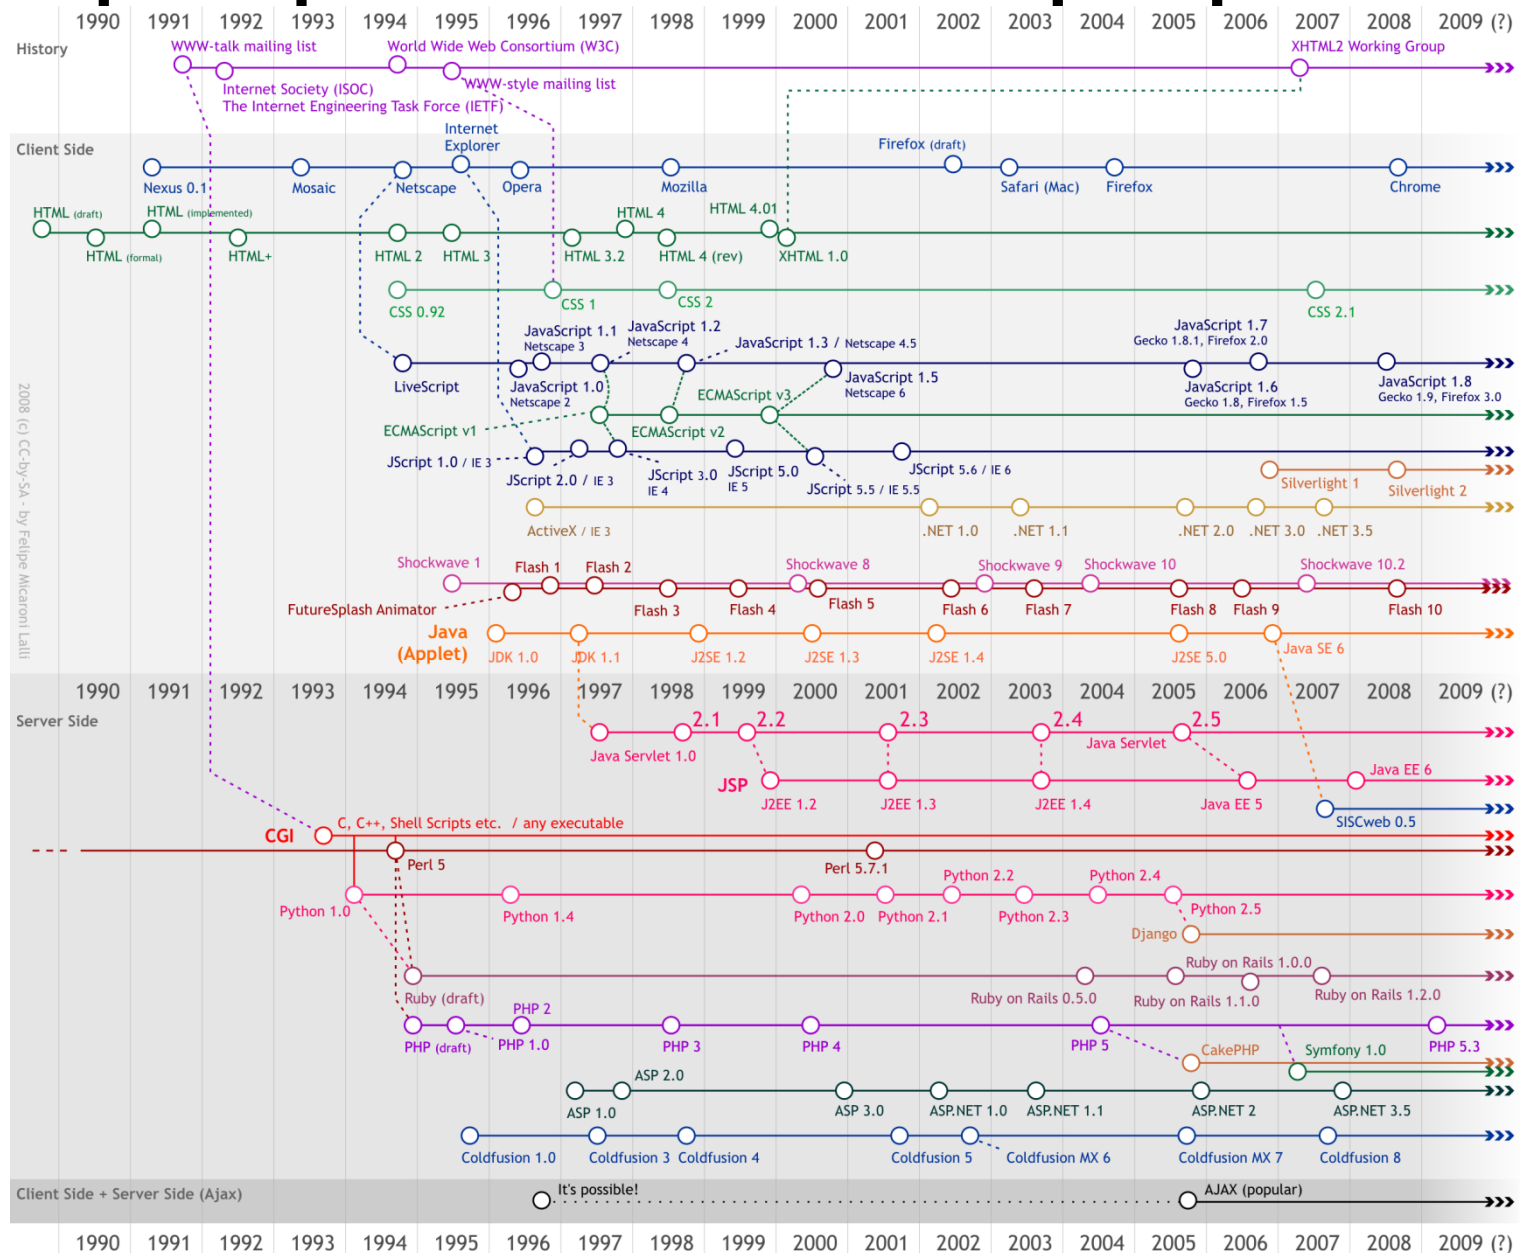 1990 1991 1992 1993 1994 1995 1996 1997 1998 1999 2000 2001 2002 2003 2004 2005 2006 2007 2008 2009 (?)
History
WWW-talk mailing list
World Wide Web Consortium (W3C)
XHTML2 Working Group
Internet Society (ISOC)
WWW-style mailing list
The Internet Engineering Task Force (IETF)
Client Side
Internet
Explorer
Firefox (draft)
Nexus 0.1
Mosaic
Netscape
Opera
Mozilla
Safari (Mac)
Firefox
Chrome
HTML (draft)
HTML (implemented)
HTML 4
HTML 4.01
HTML (formal)
HTML+
HTML 2
HTML 3
HTML 3.2
HTML 4 (rev)
XHTML 1.0
CSS 0.92
CSS 1
CSS 2
CSS 2.1
JavaScript 1.1
Netscape 3
JavaScript 1.2
Netscape 4
JavaScript 1.3 / Netscape 4.5
JavaScript 1.7
Gecko 1.8.1, Firefox 2.0
LiveScript
JavaScript 1.0
Netscape 2
JavaScript 1.5
Netscape 6
JavaScript 1.6
Gecko 1.8, Firefox 1.5
JavaScript 1.8
Gecko 1.9, Firefox 3.0
ECMAScript v3
ECMAScript v1
ECMAScript v2
JScript 1.0 / IE 3
JScript 2.0 / IE 3
JScript 3.0
IE 4
JScript 5.0
IE 5
JScript 5.5 / IE 5.5
JScript 5.6 / IE 6
Silverlight 1
Silverlight 2
ActiveX / IE 3
.NET 1.0
.NET 1.1
.NET 2.0
.NET 3.0
.NET 3.5
Shockwave 1
Shockwave 8
Shockwave 9
Shockwave 10
Shockwave 10.2
Flash 1
Flash 2
FutureSplash Animator
Flash 3
Flash 4
Flash 5
Flash 6
Flash 7
Flash 8
Flash 9
Flash 10
Java
(Applet)
JDK 1.0
JDK 1.1
J2SE 1.2
J2SE 1.3
J2SE 1.4
J2SE 5.0
Java SE 6
2008 (c) CC-by-SA - by Felipe Micaroni Lalli
1990 1991 1992 1993 1994 1995 1996 1997 1998 1999 2000 2001 2002 2003 2004 2005 2006 2007 2008 2009 (?)
Server Side
2.1
2.2
2.3
2.4
2.5
Java Servlet 1.0
Java Servlet
JSP
J2EE 1.2
J2EE 1.3
J2EE 1.4
Java EE 5
Java EE 6
SISCweb 0.5
CGI
C, C++, Shell Scripts etc. / any executable
Perl 5
Perl 5.7.1
Python 1.0
Python 1.4
Python 2.0
Python 2.1
Python 2.2
Python 2.3
Python 2.4
Python 2.5
Django
Ruby (draft)
Ruby on Rails 0.5.0
Ruby on Rails 1.0.0
Ruby on Rails 1.1.0
Ruby on Rails 1.2.0
PHP (draft)
PHP 1.0
PHP 2
PHP 3
PHP 4
PHP 5
PHP 5.3
CakePHP
Symfony 1.0
ASP 1.0
ASP 2.0
ASP 3.0
ASP.NET 1.0
ASP.NET 1.1
ASP.NET 2
ASP.NET 3.5
Coldfusion 1.0
Coldfusion 3
Coldfusion 4
Coldfusion 5
Coldfusion MX 6
Coldfusion MX 7
Coldfusion 8
Client Side + Server Side (Ajax)
It's possible!
AJAX (popular)
1990 1991 1992 1993 1994 1995 1996 1997 1998 1999 2000 2001 2002 2003 2004 2005 2006 2007 2008 2009 (?)